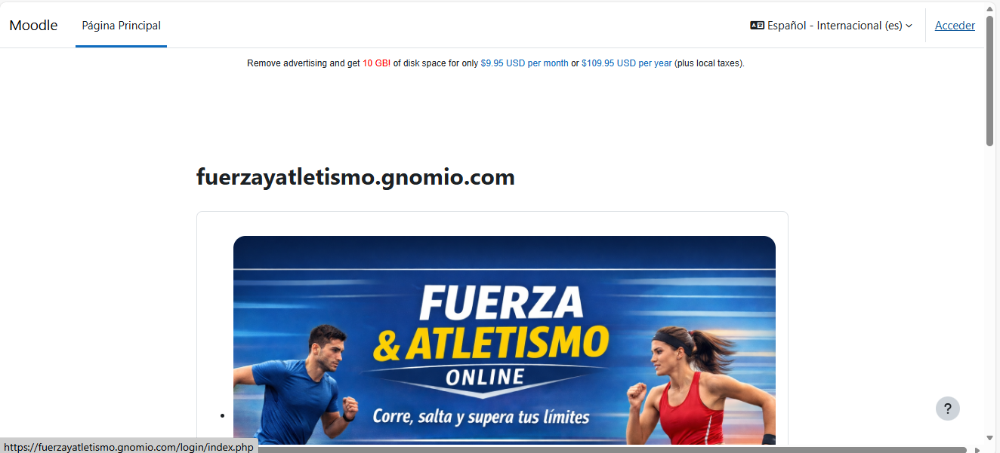 Moodle
Página Principal
Español - Internacional (es)
Acceder
Remove advertising and get 10 GB! of disk space for only $9.95 USD per month or $109.95 USD per year (plus local taxes).
fuerzayatletismo.gnomio.com
FUERZA
& ATLETISMO
ONLINE
Corre, salta y supera tus límites
?
https://fuerzayatletismo.gnomio.com/login/index.php